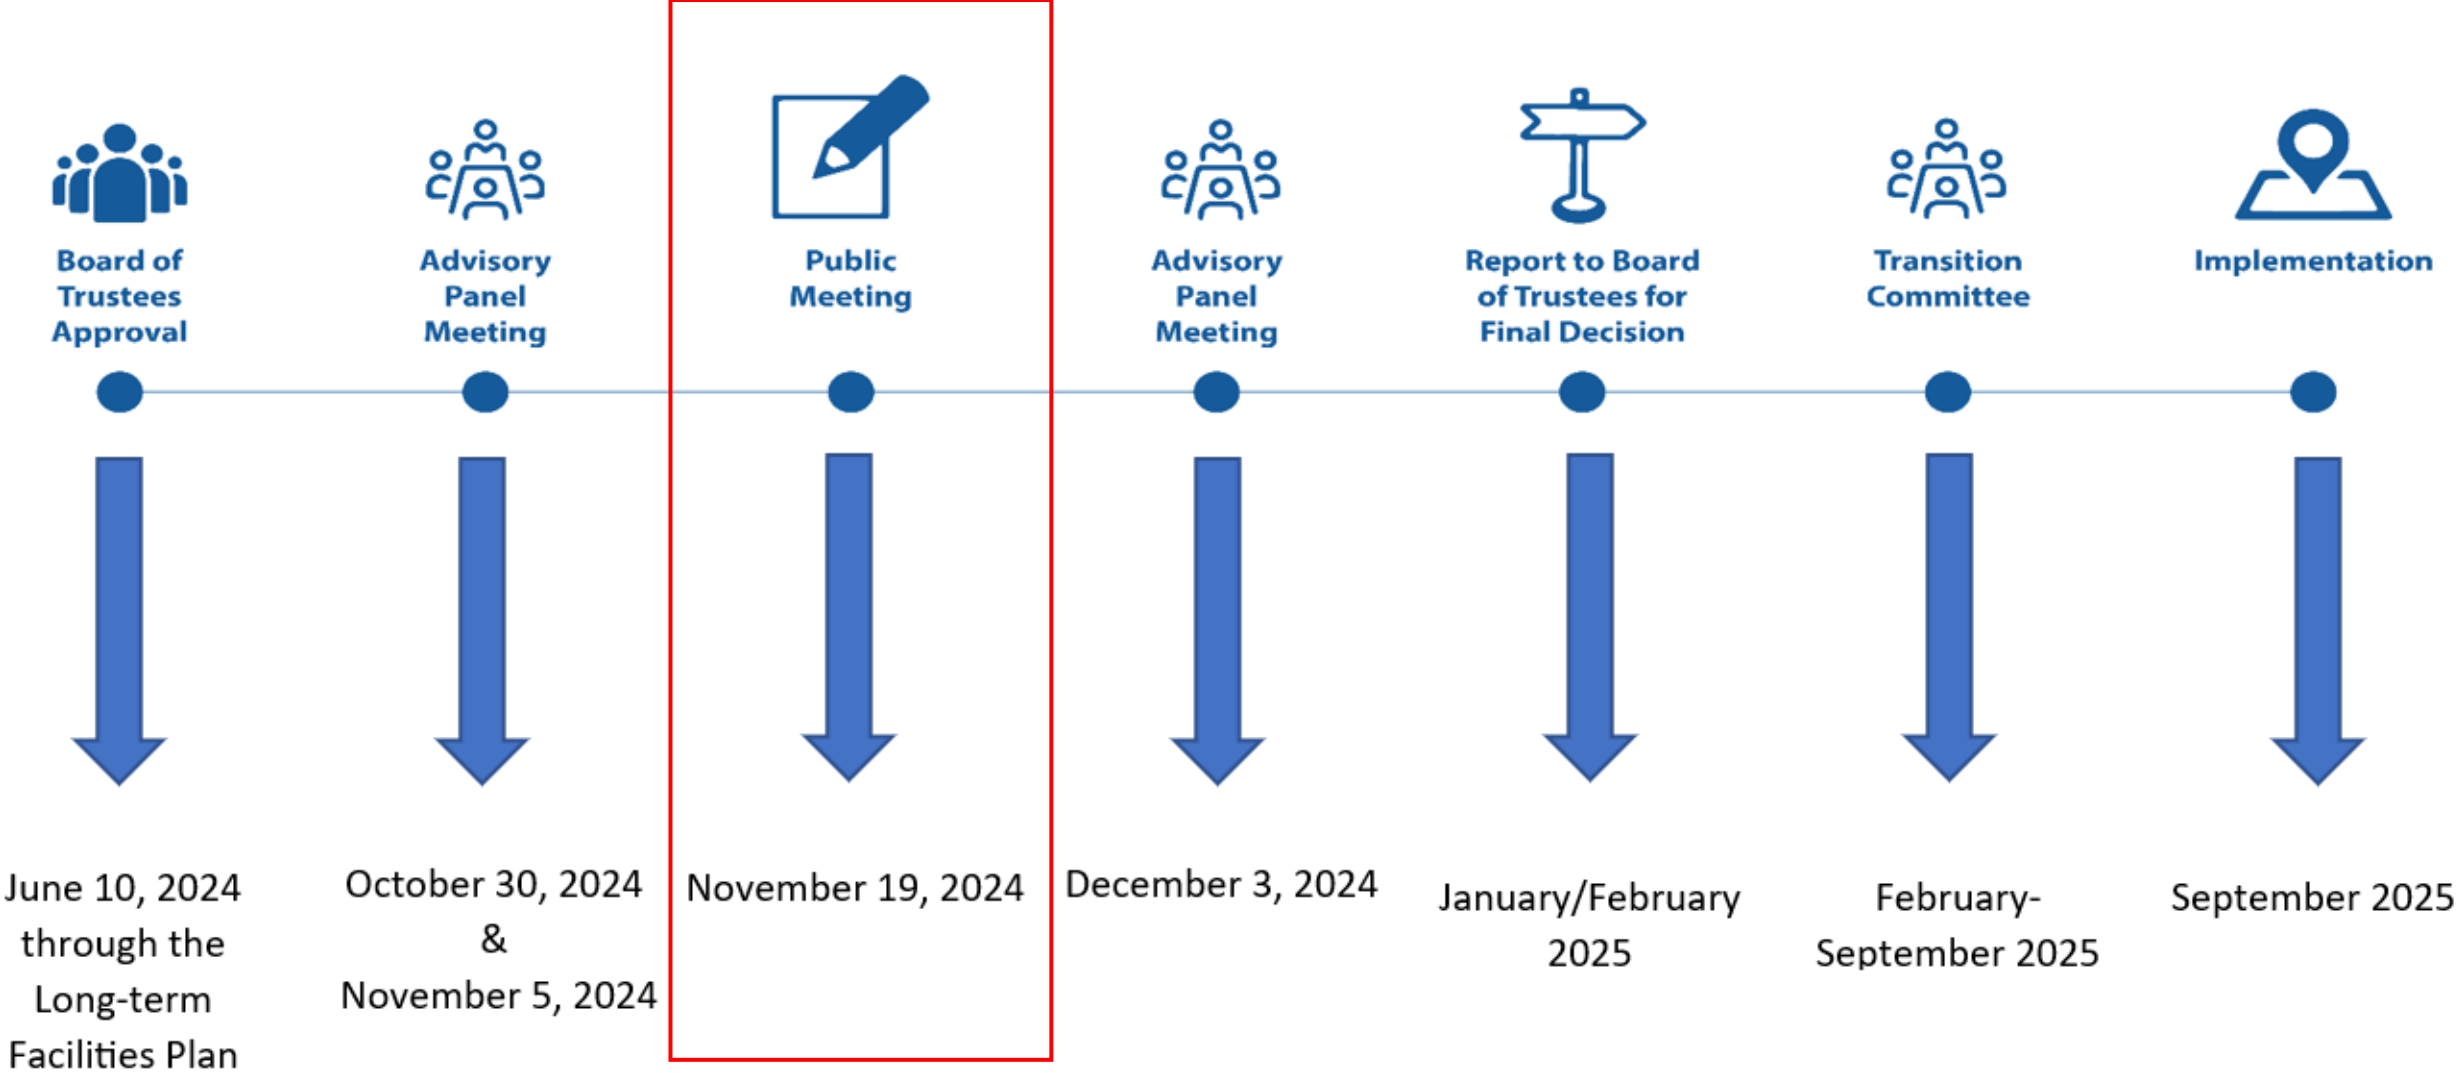 Board of
Trustees
Approval
Advisory
Panel
Meeting
Public
Meeting
Advisory
Panel
Meeting
Report to Board
of Trustees for
Final Decision
Transition
Committee
Implementation
June 10, 2024
through the
Long-term
Facilities Plan
October 30, 2024
&
November 5, 2024
November 19, 2024
December 3, 2024
January/February
2025
February-
September 2025
September 2025